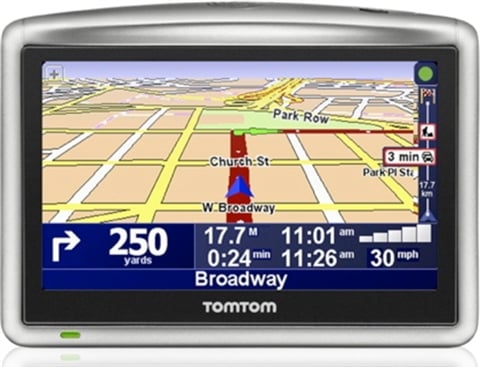 Park Row
Church St
3 min
Park Pl Sta
17.7
km
W Broadway
250
yards
17.7 M
11:01 am
0:24 min
11:26 am
30 mph
Broadway
TOMTOM